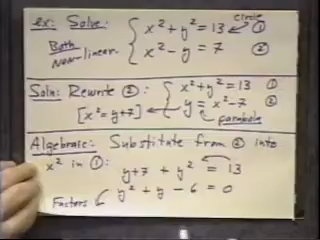 ex: Solve: { x² + y² = 13 ① circle
Both Non-linear. { x² - y = 7 ②
Soln: Rewrite ②: { x² + y² = 13 ①
[x² = y+7] { y = x² - 7 ②
parabola
Algebraic: Substitute from ② into
x² in ①: y+7 + y² = 13
Factors y² + y - 6 = 0